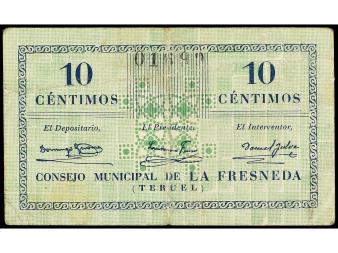 10 10
CÉNTIMOS CÉNTIMOS
El Depositario, El Presidente, El Interventor,
CONSEJO MUNICIPAL DE LA FRESNEDA
(TERUEL)